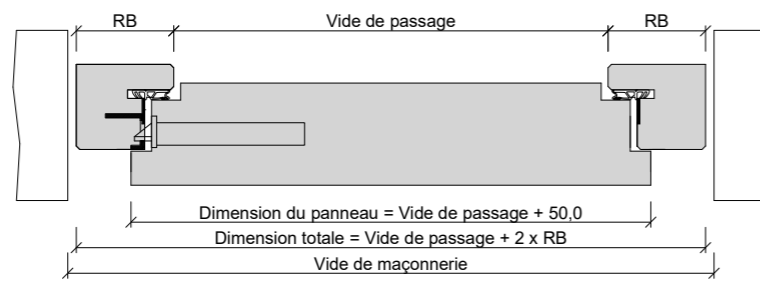 RB Vide de passage RB
Dimension du panneau = Vide de passage + 50,0
Dimension totale = Vide de passage + 2 x RB
Vide de maçonnerie